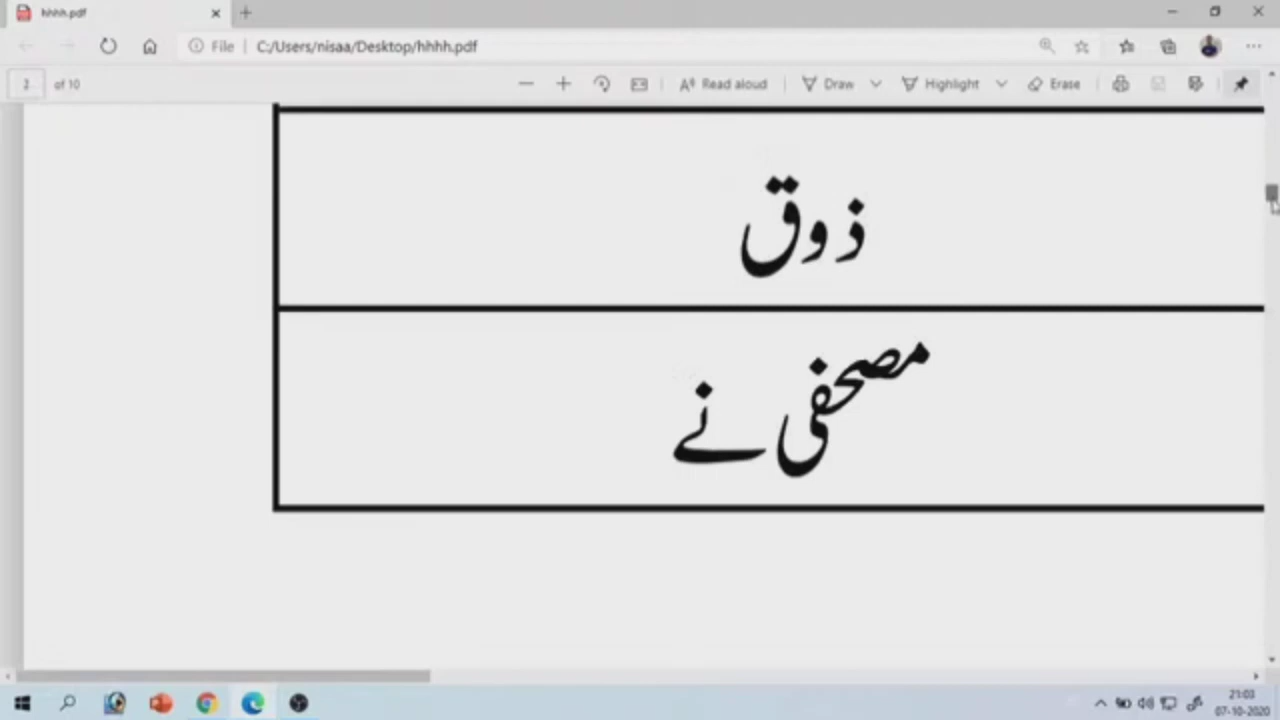 hhhh.pdf
File C:/Users/nisaa/Desktop/hhhh.pdf
of 10 Read aloud Draw Highlight Erase
ذوق
مصحفی نے
21:03
07-10-2020